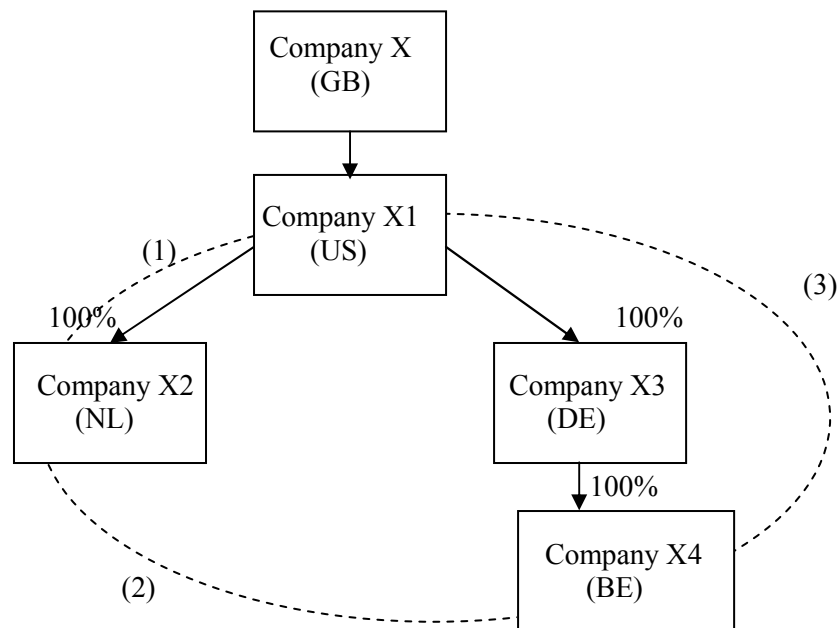 Company X
(GB)
Company X1
(US)
(1)
(3)
100%
100%
Company X2
(NL)
Company X3
(DE)
100%
Company X4
(BE)
(2)